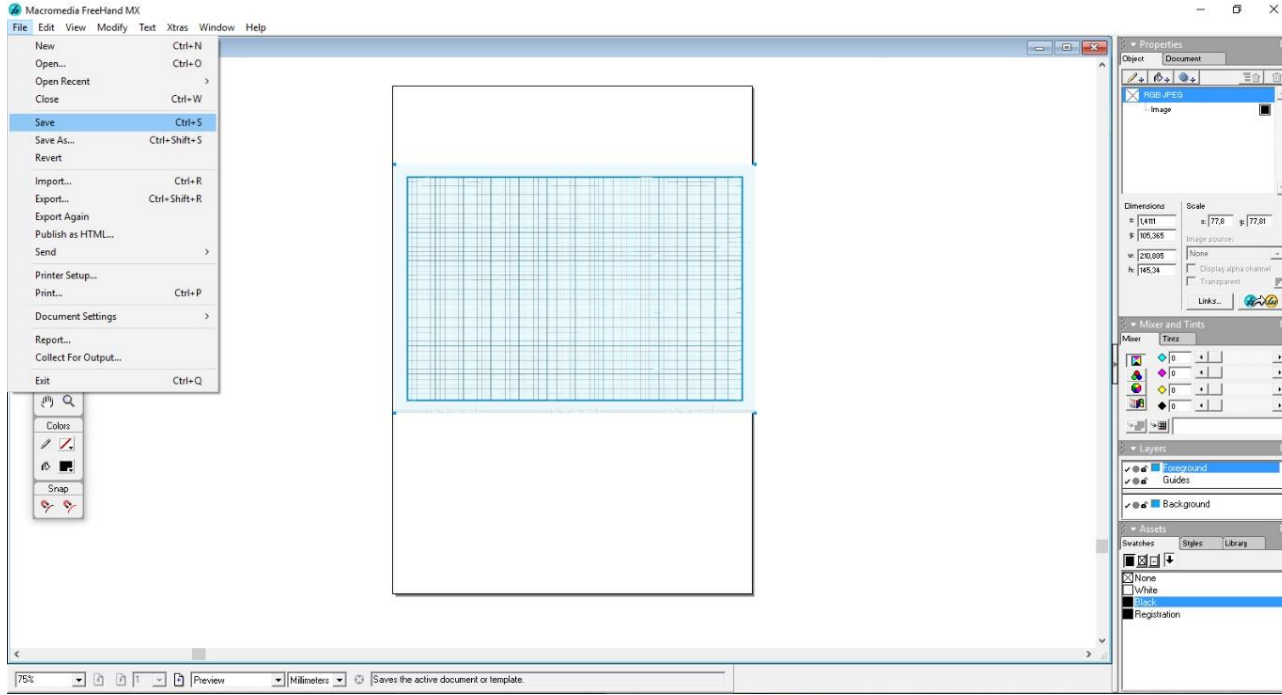 Macromedia FreeHand MX
File Edit View Modify Text Xtras Window Help
New Ctrl+N
Open... Ctrl+O
Open Recent
Close Ctrl+W
Save Ctrl+S
Save As... Ctrl+Shift+S
Revert
Import... Ctrl+R
Export... Ctrl+Shift+R
Export Again
Publish as HTML...
Send
Printer Setup...
Print... Ctrl+P
Document Settings
Report...
Collect For Output...
Exit Ctrl+Q
Colors
Snap
Properties
Object Document
RGB JPEG
Image
Dimensions Scale
x: 1,4111 x: 77,8 y: 77,81
y: 105,365
Image source:
w: 210,805 None
h: 145,34 Display alpha channel
Transparent
Links...
Mixer and Tints
Mixer Tints
0
0
0
0
Layers
Foreground
Guides
Background
Assets
Swatches Styles Library
None
White
Black
Registration
75% 1 Preview Millimeters Saves the active document or template.